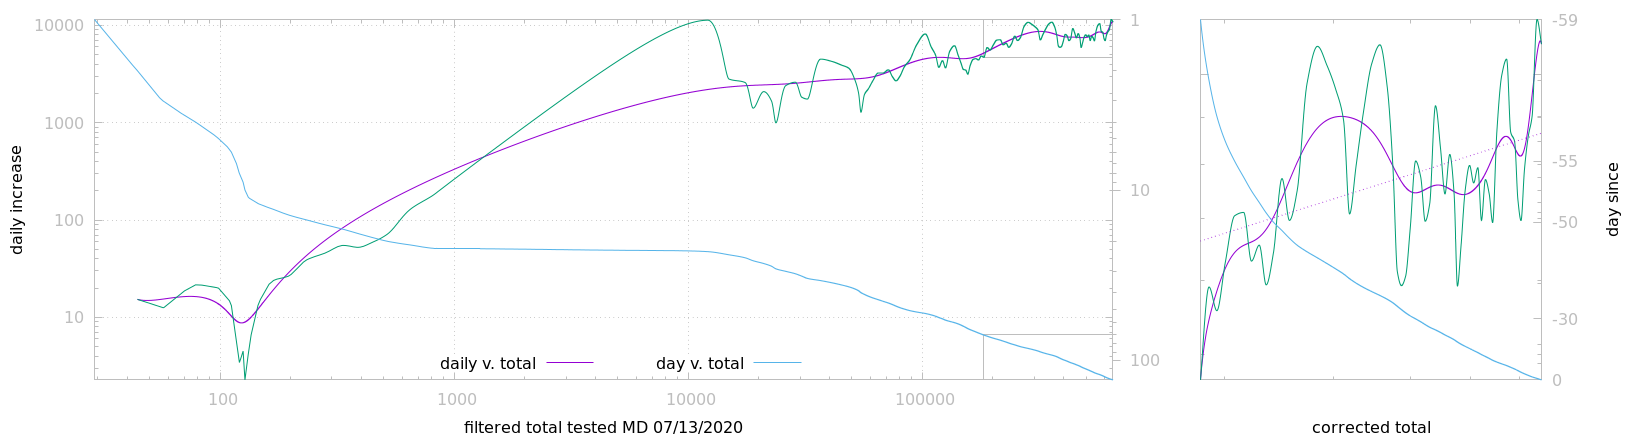 10000
1000
100
10
daily increase
1
10
100
daily v. total
day v. total
100
1000
10000
100000
filtered total tested MD 07/13/2020
-59
-55
-50
-30
0
day since
corrected total